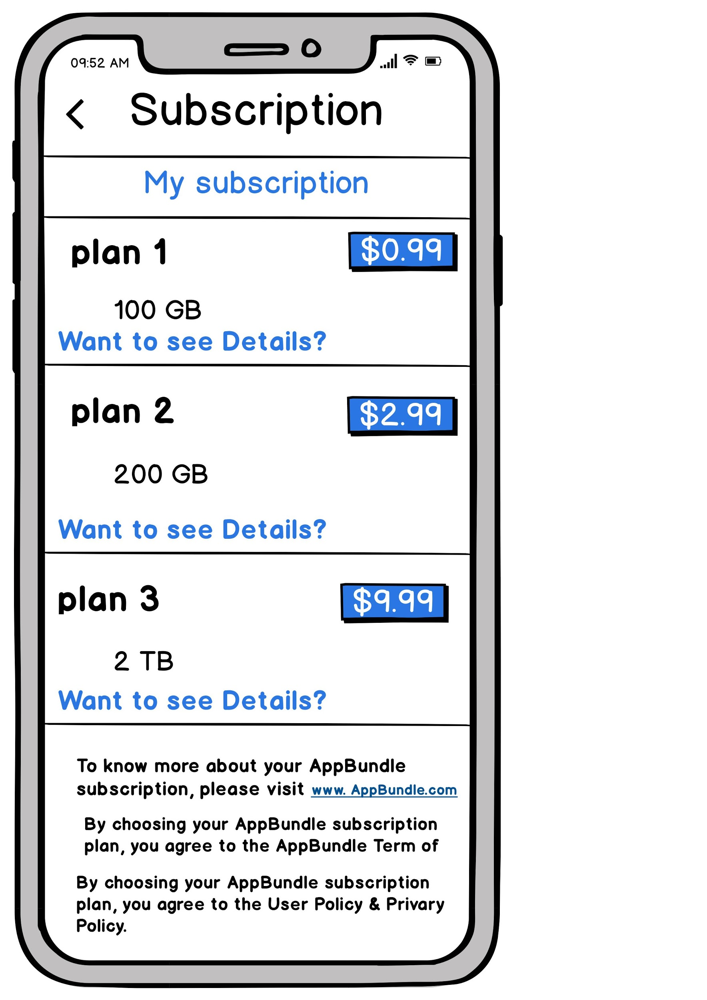 09:52 AM
Subscription
My subscription
plan 1
$0.99
100 GB
Want to see Details?
plan 2
$2.99
200 GB
Want to see Details?
plan 3
$9.99
2 TB
Want to see Details?
To know more about your AppBundle
subscription, please visit www. AppBundle.com
By choosing your AppBundle subscription
plan, you agree to the AppBundle Term of
By choosing your AppBundle subscription
plan, you agree to the User Policy & Privary
Policy.